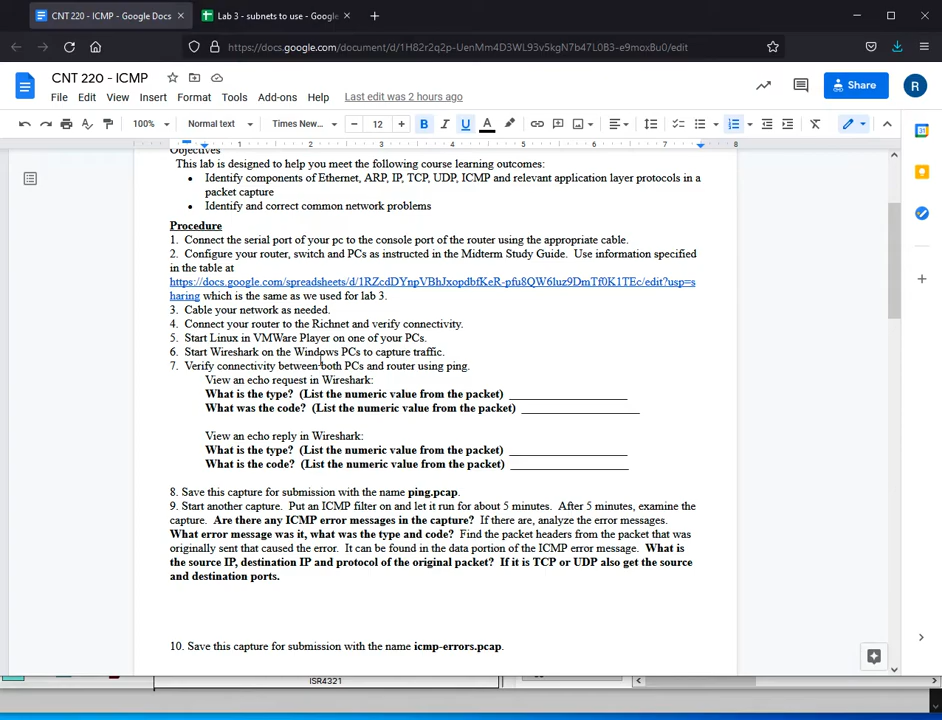 CNT 220 - ICMP - Google Docs
Lab 3 - subnets to use - Google
https://docs.google.com/document/d/1H82r2q2p-UenMm4D3WL93v5kgN7b47L0B3-e9moxBu0/edit
CNT 220 - ICMP
File Edit View Insert Format Tools Add-ons Help Last edit was 2 hours ago
Share
R
100% Normal text Times New... 12 B I U A
1 2 3 4 5 6 7 8
Objectives
This lab is designed to help you meet the following course learning outcomes:
Identify components of Ethernet, ARP, IP, TCP, UDP, ICMP and relevant application layer protocols in a
packet capture
Identify and correct common network problems
Procedure
1. Connect the serial port of your pc to the console port of the router using the appropriate cable.
2. Configure your router, switch and PCs as instructed in the Midterm Study Guide. Use information specified
in the table at
https://docs.google.com/spreadsheets/d/1RZcdDYnpVBhJxopdbfKeR-pfu8QW6luz9DmTf0K1TEc/edit?usp=s
haring which is the same as we used for lab 3.
3. Cable your network as needed.
4. Connect your router to the Richnet and verify connectivity.
5. Start Linux in VMWare Player on one of your PCs.
6. Start Wireshark on the Windows PCs to capture traffic.
7. Verify connectivity between both PCs and router using ping.
View an echo request in Wireshark:
What is the type? (List the numeric value from the packet) ____________________
What was the code? (List the numeric value from the packet) ____________________
View an echo reply in Wireshark:
What is the type? (List the numeric value from the packet) ____________________
What is the code? (List the numeric value from the packet) ____________________
8. Save this capture for submission with the name ping.pcap.
9. Start another capture. Put an ICMP filter on and let it run for about 5 minutes. After 5 minutes, examine the
capture. Are there any ICMP error messages in the capture? If there are, analyze the error messages.
What error message was it, what was the type and code? Find the packet headers from the packet that was
originally sent that caused the error. It can be found in the data portion of the ICMP error message. What is
the source IP, destination IP and protocol of the original packet? If it is TCP or UDP also get the source
and destination ports.
10. Save this capture for submission with the name icmp-errors.pcap.
ISR4321